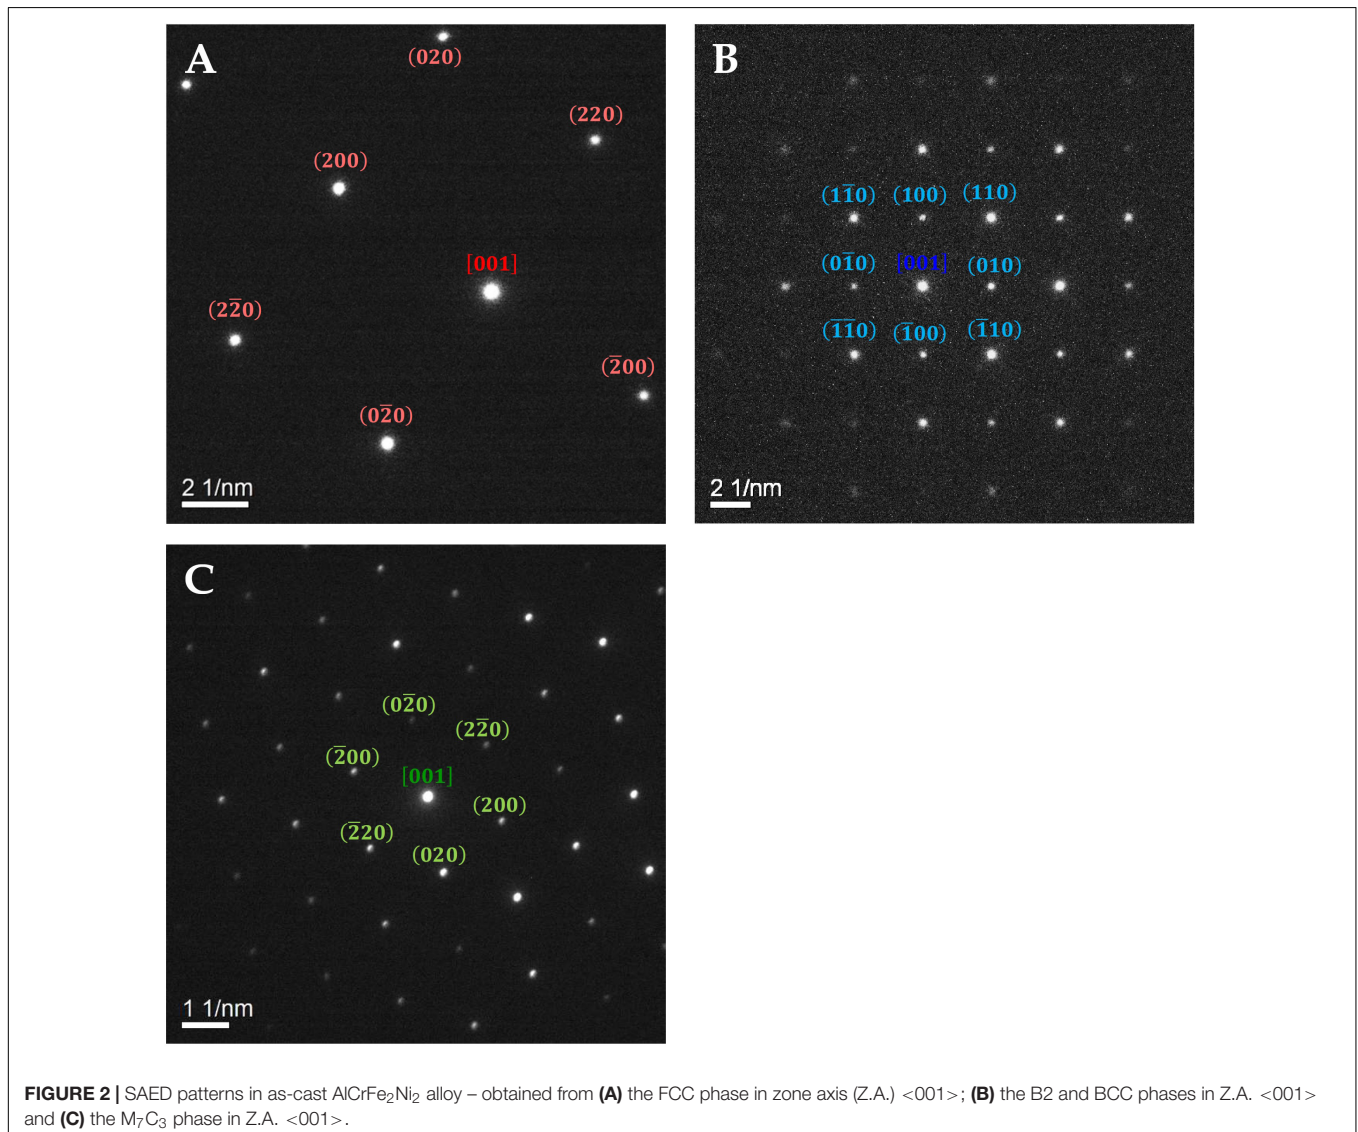 A
(020)
(220)
(200)
[001]
(22̅0)
(2̅00)
(02̅0)
2 1/nm
B
(11̅0) (100) (110)
(01̅0) [001] (010)
(1̅1̅0) (1̅00) (1̅10)
2 1/nm
C
(02̅0)
(22̅0)
(2̅00)
[001]
(200)
(2̅20)
(020)
1 1/nm
FIGURE 2 | SAED patterns in as-cast AlCrFe₂Ni₂ alloy – obtained from (A) the FCC phase in zone axis (Z.A.) <001>; (B) the B2 and BCC phases in Z.A. <001>
and (C) the M₇C₃ phase in Z.A. <001>.